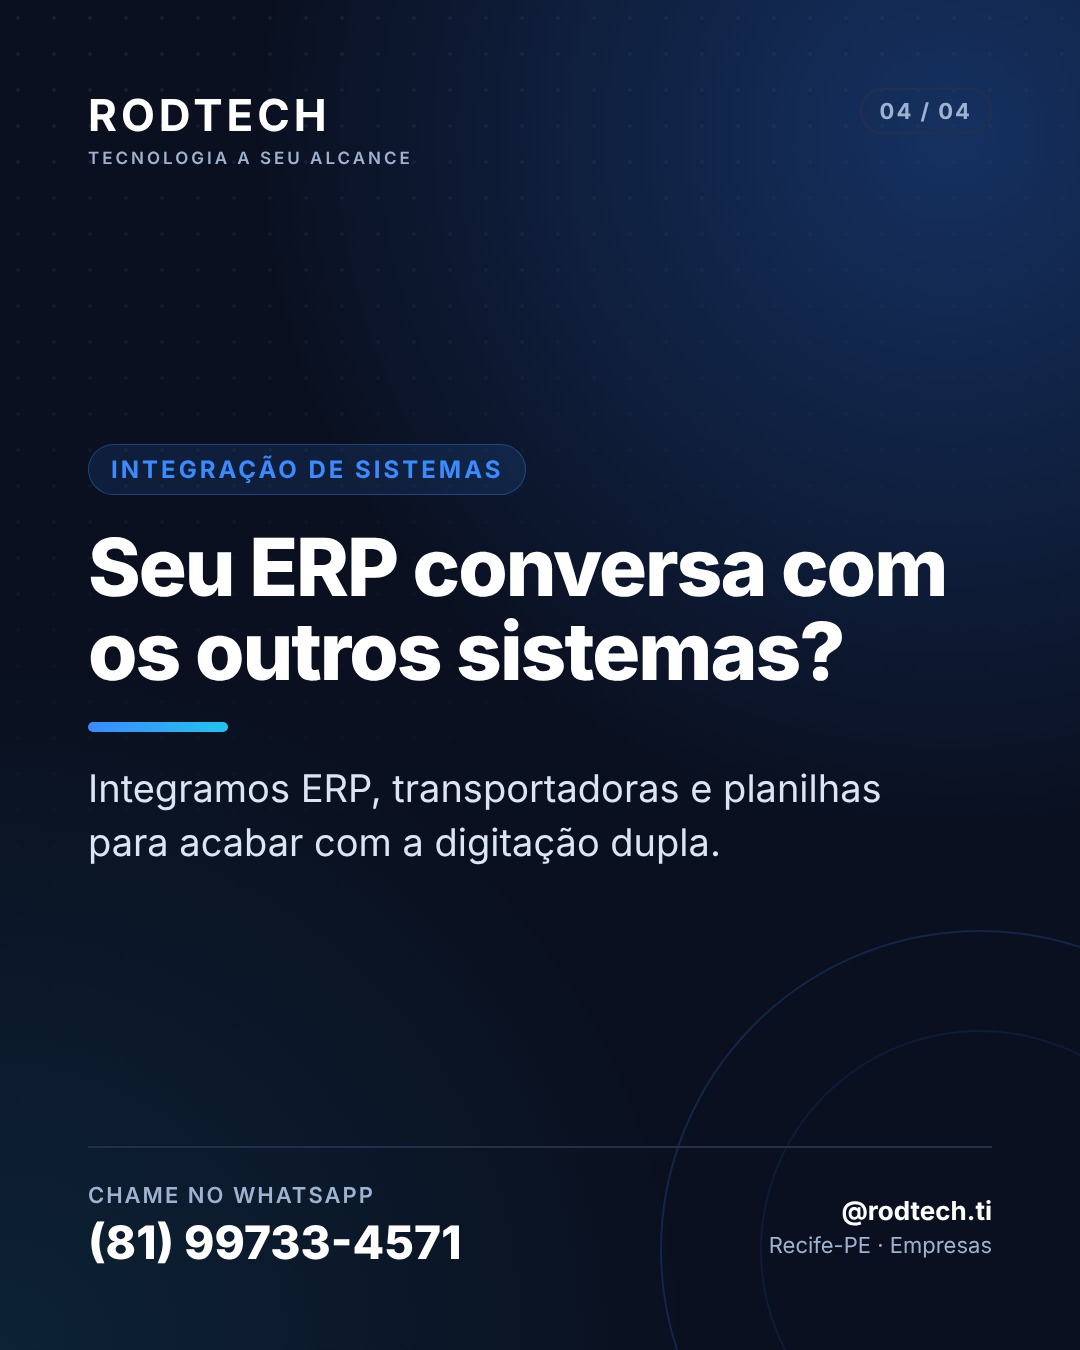 RODTECH
TECNOLOGIA A SEU ALCANCE
04 / 04
INTEGRAÇÃO DE SISTEMAS
Seu ERP conversa com
os outros sistemas?
Integramos ERP, transportadoras e planilhas
para acabar com a digitação dupla.
CHAME NO WHATSAPP
(81) 99733-4571
@rodtech.ti
Recife-PE · Empresas